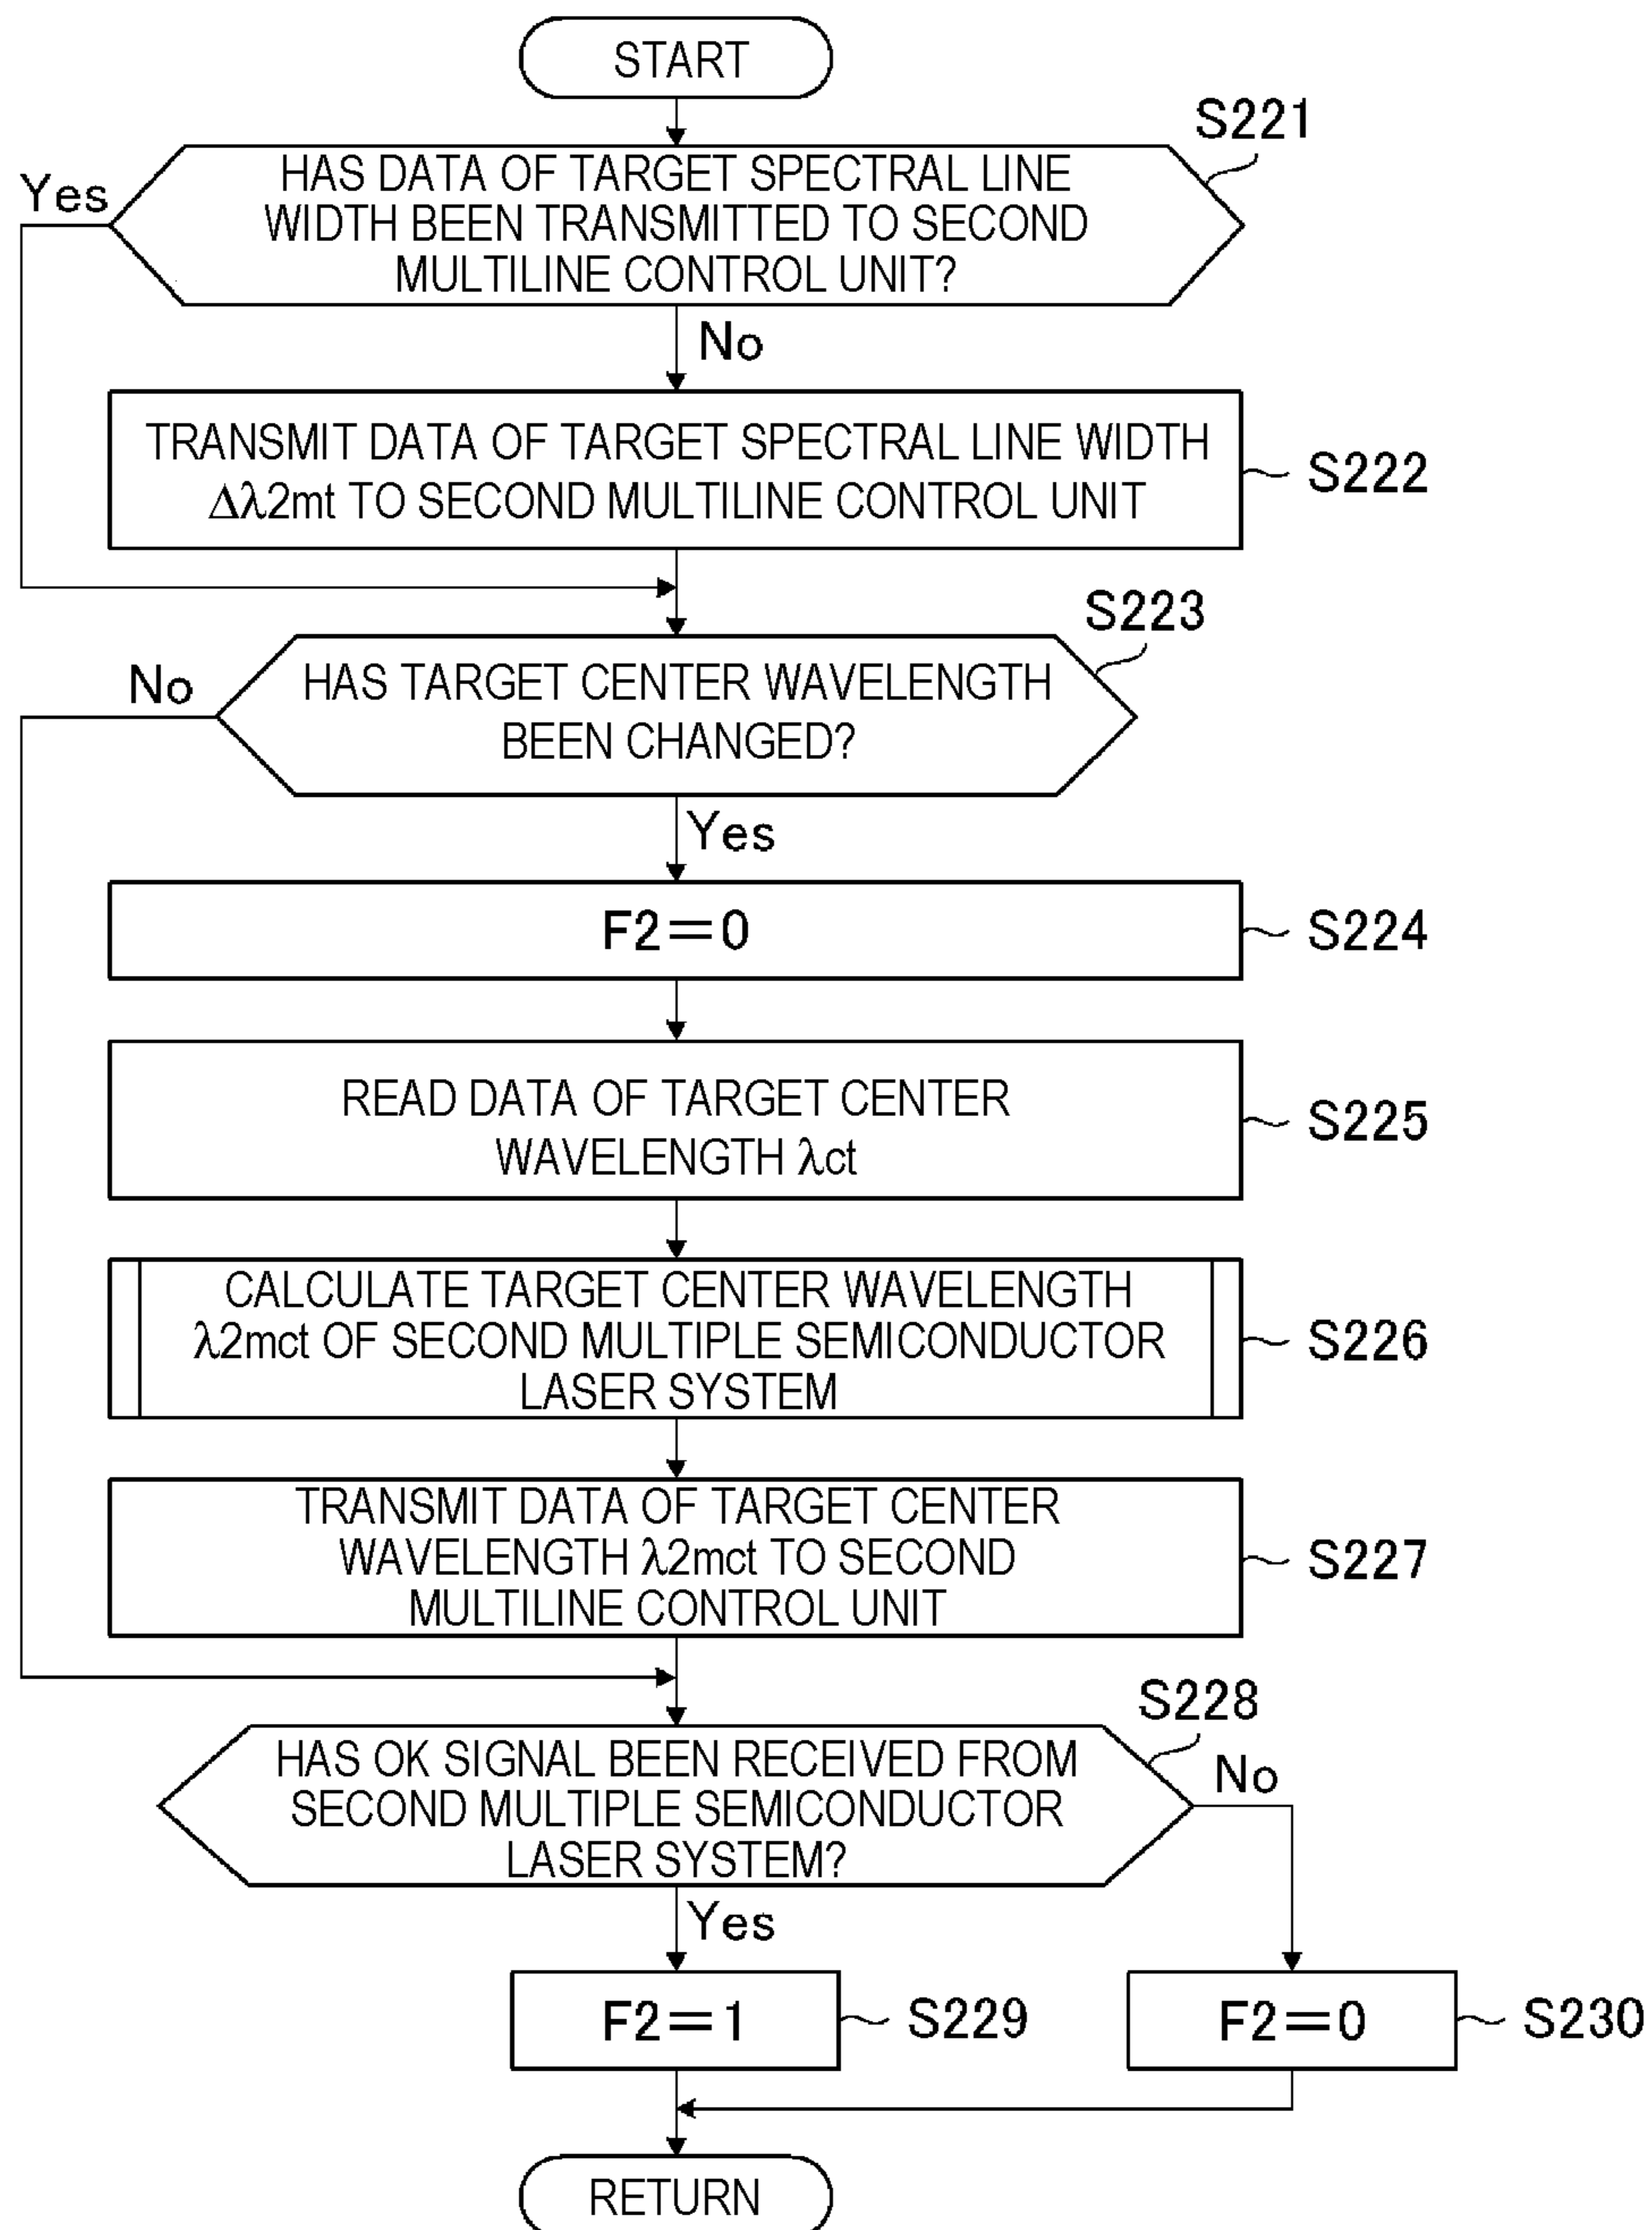 START
S221
Yes
HAS DATA OF TARGET SPECTRAL LINE
WIDTH BEEN TRANSMITTED TO SECOND
MULTILINE CONTROL UNIT?
No
TRANSMIT DATA OF TARGET SPECTRAL LINE WIDTH
Δλ2mt TO SECOND MULTILINE CONTROL UNIT
S222
S223
No
HAS TARGET CENTER WAVELENGTH
BEEN CHANGED?
Yes
F2=0
S224
READ DATA OF TARGET CENTER
WAVELENGTH λct
S225
CALCULATE TARGET CENTER WAVELENGTH
λ2mct OF SECOND MULTIPLE SEMICONDUCTOR
LASER SYSTEM
S226
TRANSMIT DATA OF TARGET CENTER
WAVELENGTH λ2mct TO SECOND
MULTILINE CONTROL UNIT
S227
S228
HAS OK SIGNAL BEEN RECEIVED FROM
SECOND MULTIPLE SEMICONDUCTOR
LASER SYSTEM?
No
Yes
F2=1
S229
F2=0
S230
RETURN